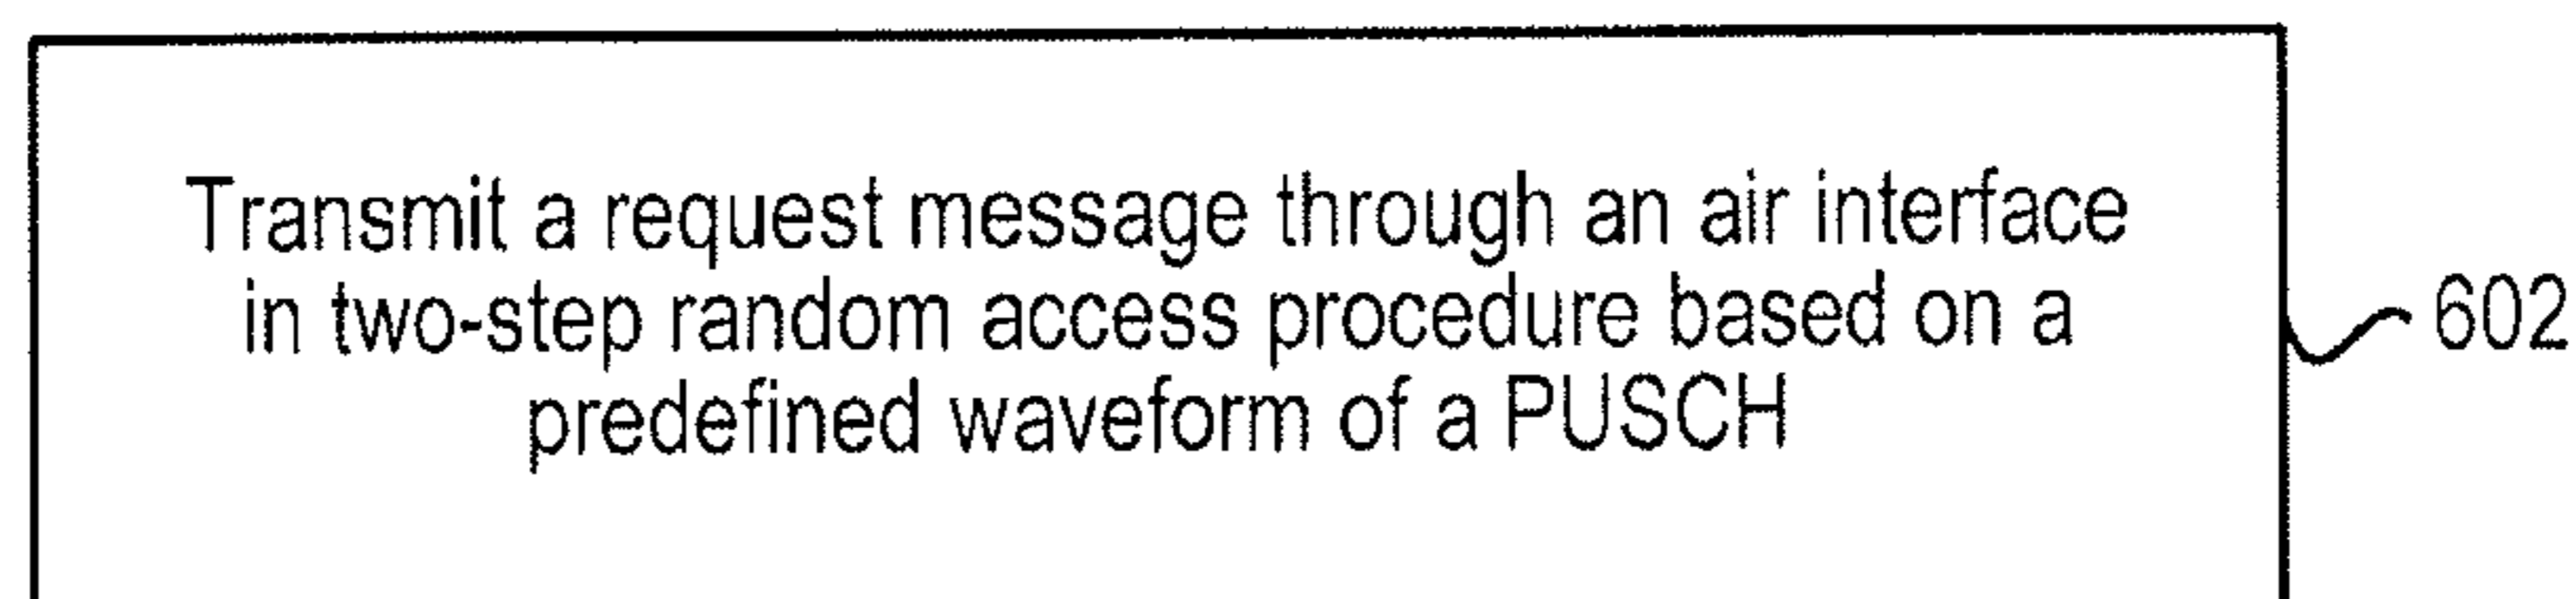 Transmit a request message through an air interface
in two-step random access procedure based on a
predefined waveform of a PUSCH
602